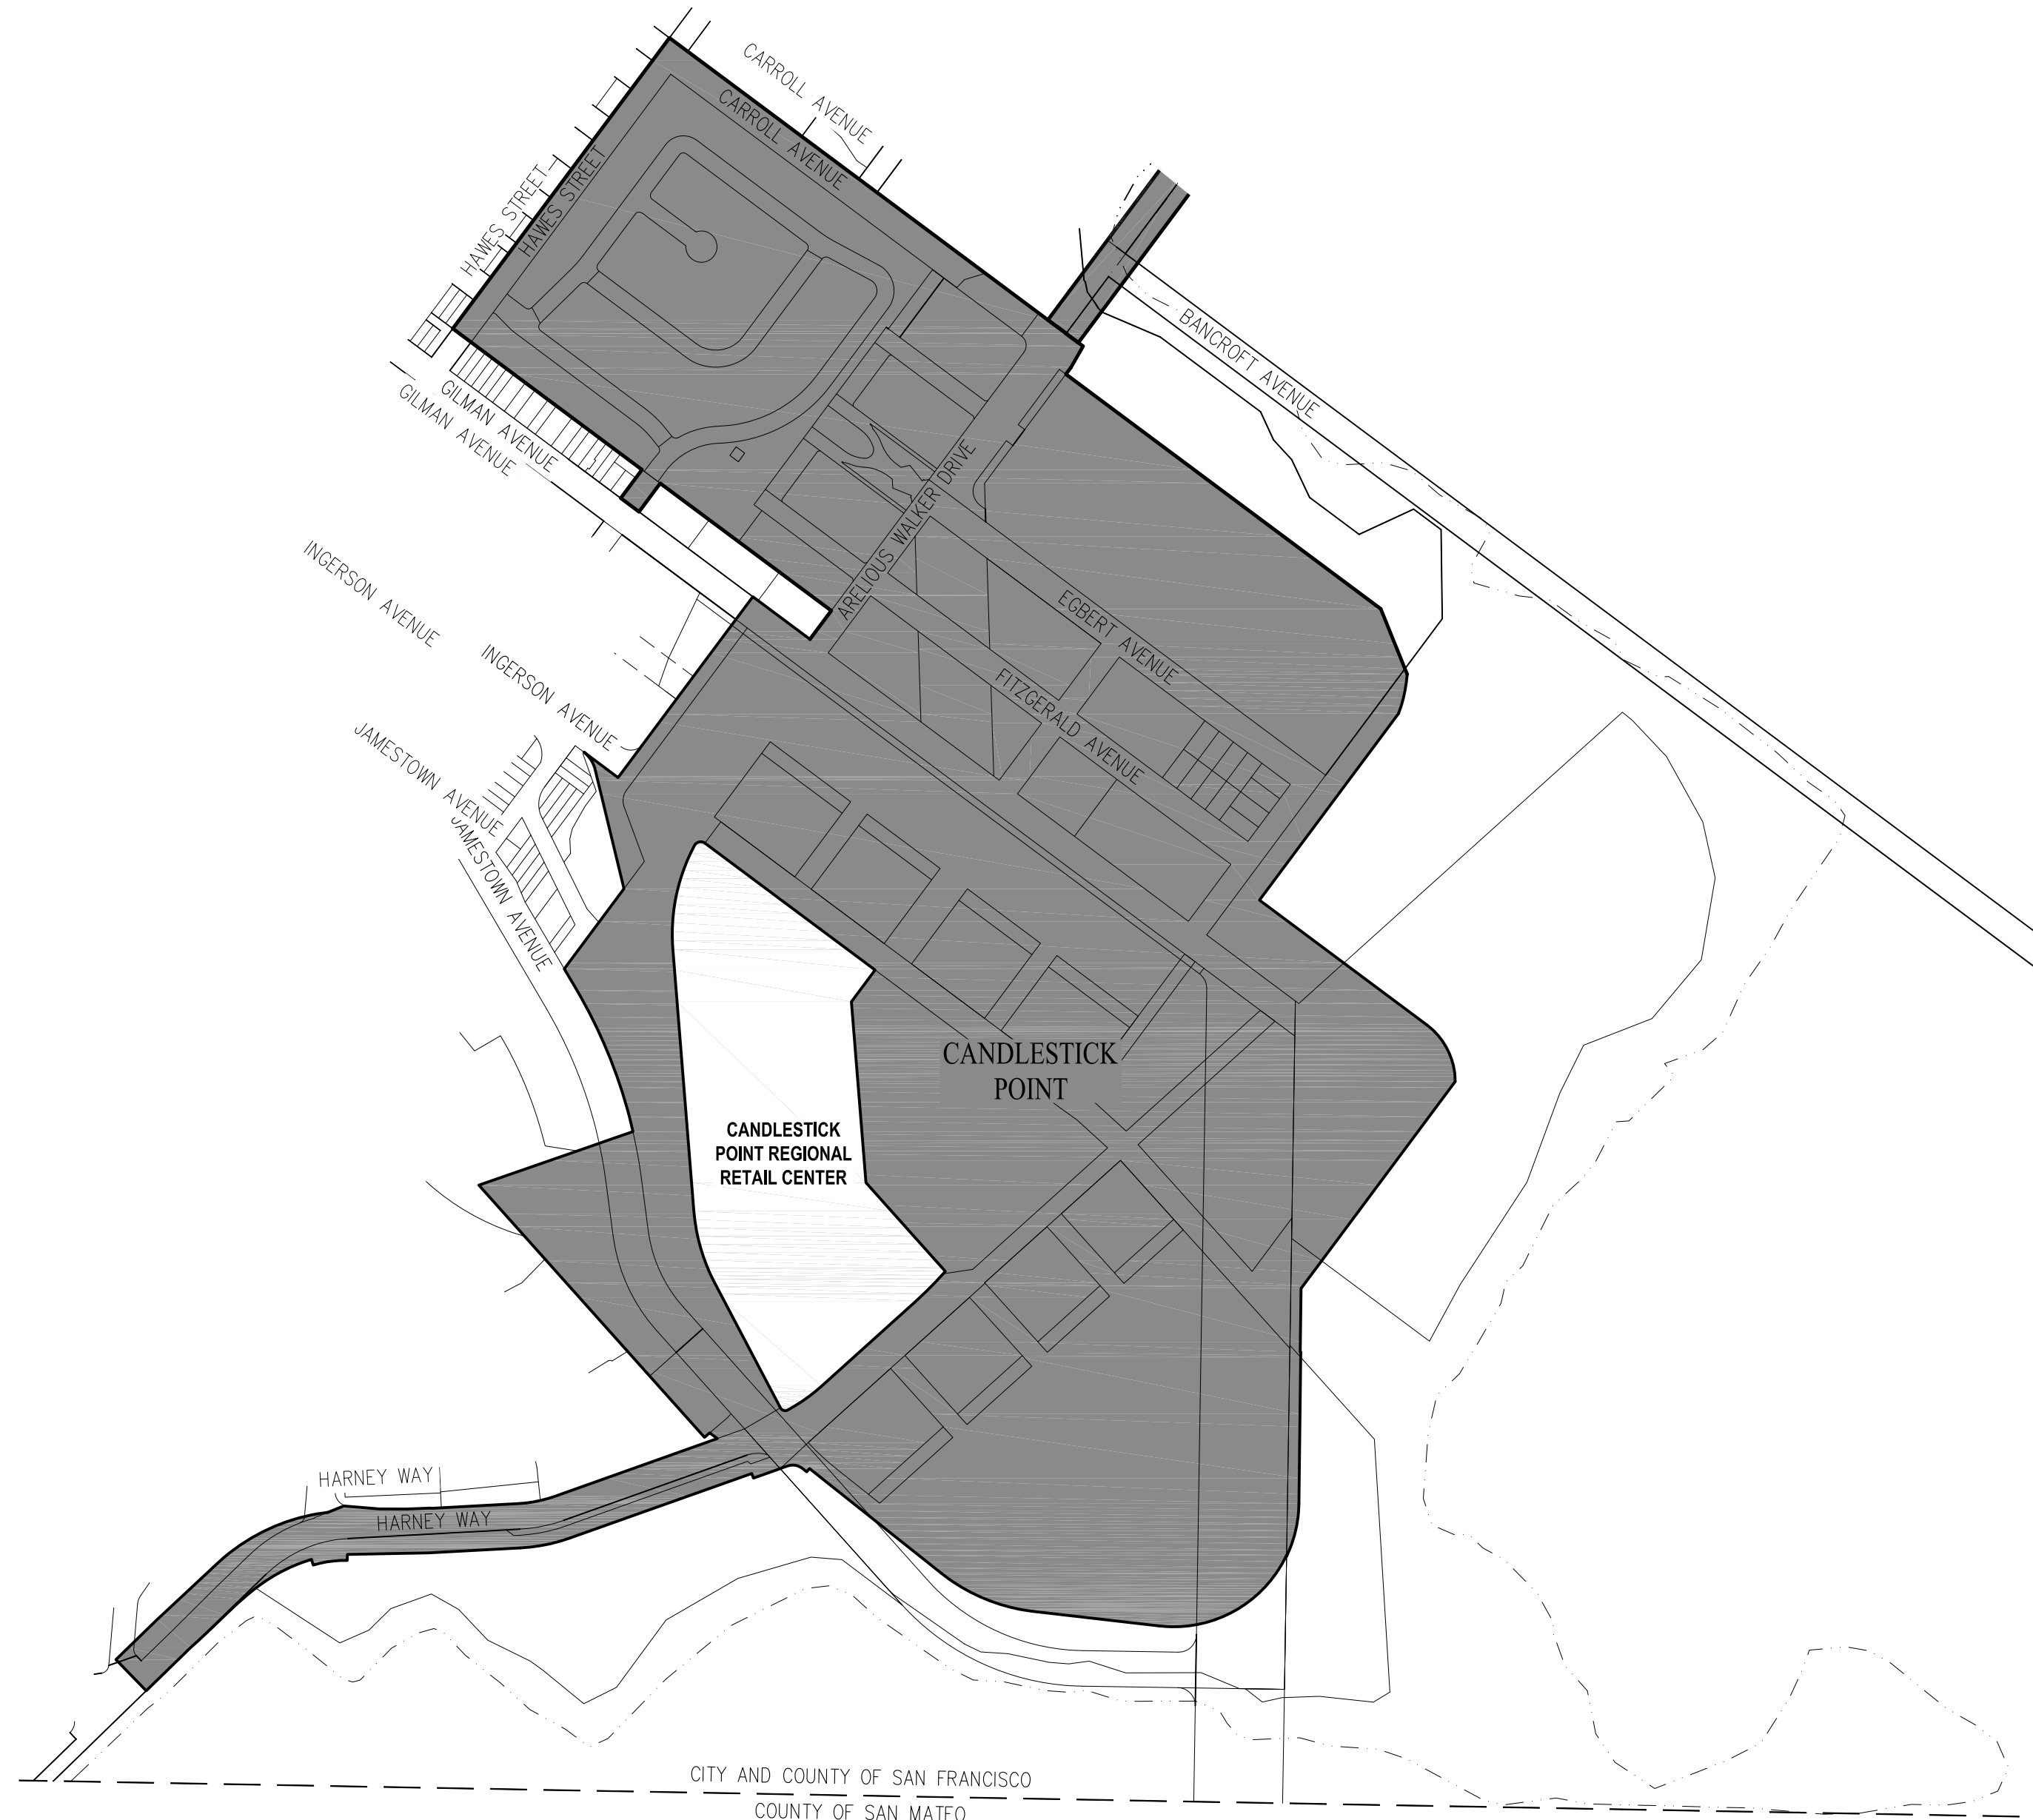 CARROLL AVENUE
CARROLL AVENUE
HAWES STREET
HAWES STREET
BANCROFT AVENUE
GILMAN AVENUE
GILMAN AVENUE
ARELIOUS WALKER DRIVE
INGERSON AVENUE
INGERSON AVENUE
EGBERT AVENUE
FITZGERALD AVENUE
JAMESTOWN AVENUE
JAMESTOWN AVENUE
CANDLESTICK
POINT
CANDLESTICK
POINT REGIONAL
RETAIL CENTER
HARNEY WAY
HARNEY WAY
CITY AND COUNTY OF SAN FRANCISCO
COUNTY OF SAN MATEO